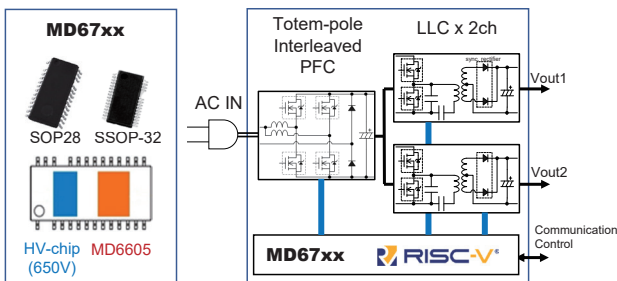 MD67xx
SOP28
SSOP-32
HV-chip
(650V)
MD6605
AC IN
Totem-pole
Interleaved
PFC
LLC x 2ch
sync. rectifier
Vout1
Vout2
MD67xx
RISC-V®
Communication
Control